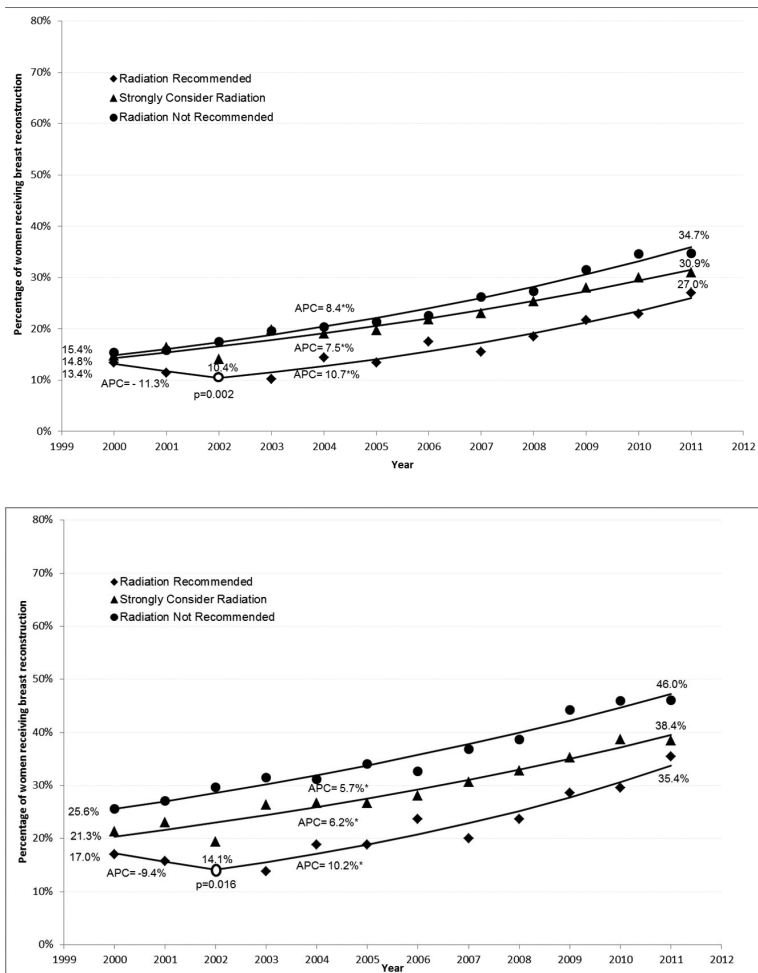 Percentage of women receiving breast reconstruction
80%
70%
60%
50%
40%
30%
20%
10%
0%
Radiation Recommended
Strongly Consider Radiation
Radiation Not Recommended
34.7%
30.9%
27.0%
APC= 8.4*%
7.5*%
APC= 10.7*%
15.4%
14.8%
13.4%
APC= - 11.3%
10.4%
p=0.002
1999 2000 2001 2002 2003 2004 2005 2006 2007 2008 2009 2010 2011 2012
Year
Percentage of women receiving breast reconstruction
80%
70%
60%
50%
40%
30%
20%
10%
0%
Radiation Recommended
Strongly Consider Radiation
Radiation Not Recommended
46.0%
38.4%
35.4%
APC= 5.7%*
APC= 6.2%*
APC= 10.2%*
25.6%
21.3%
17.0%
APC= -9.4%
14.1%
p=0.016
1999 2000 2001 2002 2003 2004 2005 2006 2007 2008 2009 2010 2011 2012
Year